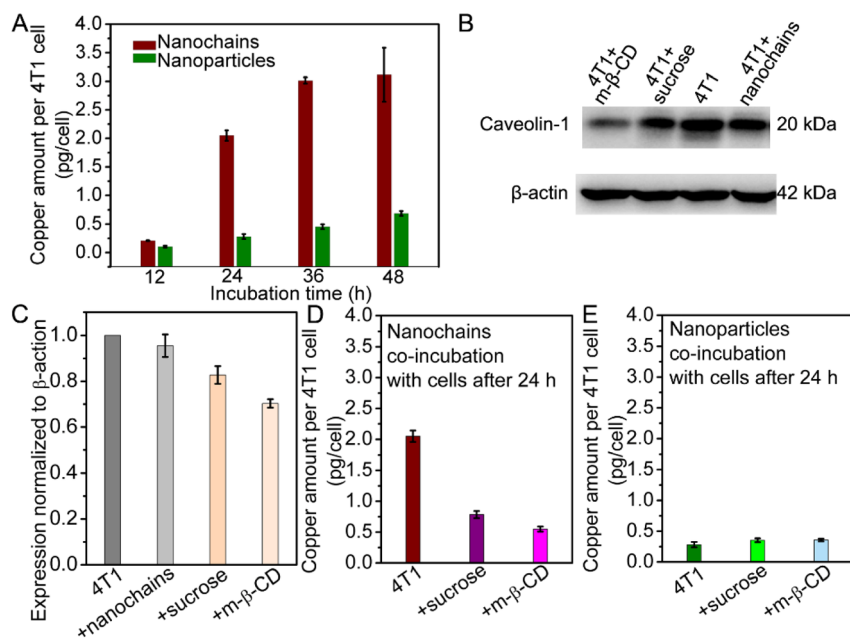 A
Copper amount per 4T1 cell
(pg/cell)
4.0
3.5
3.0
2.5
2.0
1.5
1.0
0.5
0.0
Nanochains
Nanoparticles
12
24
36
48
Incubation time (h)
B
4T1+
m-β-CD
4T1+
sucrose
4T1
4T1+
nanochains
Caveolin-1
20 kDa
β-actin
42 kDa
C
Expression normalized to β-action
1.0
0.8
0.6
0.4
0.2
0.0
4T1
+nanochains
+sucrose
+m-β-CD
D
Copper amount per 4T1 cell
(pg/cell)
4.0
3.5
3.0
2.5
2.0
1.5
1.0
0.5
0.0
Nanochains
co-incubation
with cells after 24 h
4T1
+sucrose
+m-β-CD
E
Copper amount per 4T1 cell
(pg/cell)
4.0
3.5
3.0
2.5
2.0
1.5
1.0
0.5
0.0
Nanoparticles
co-incubation
with cells after 24 h
4T1
+sucrose
+m-β-CD